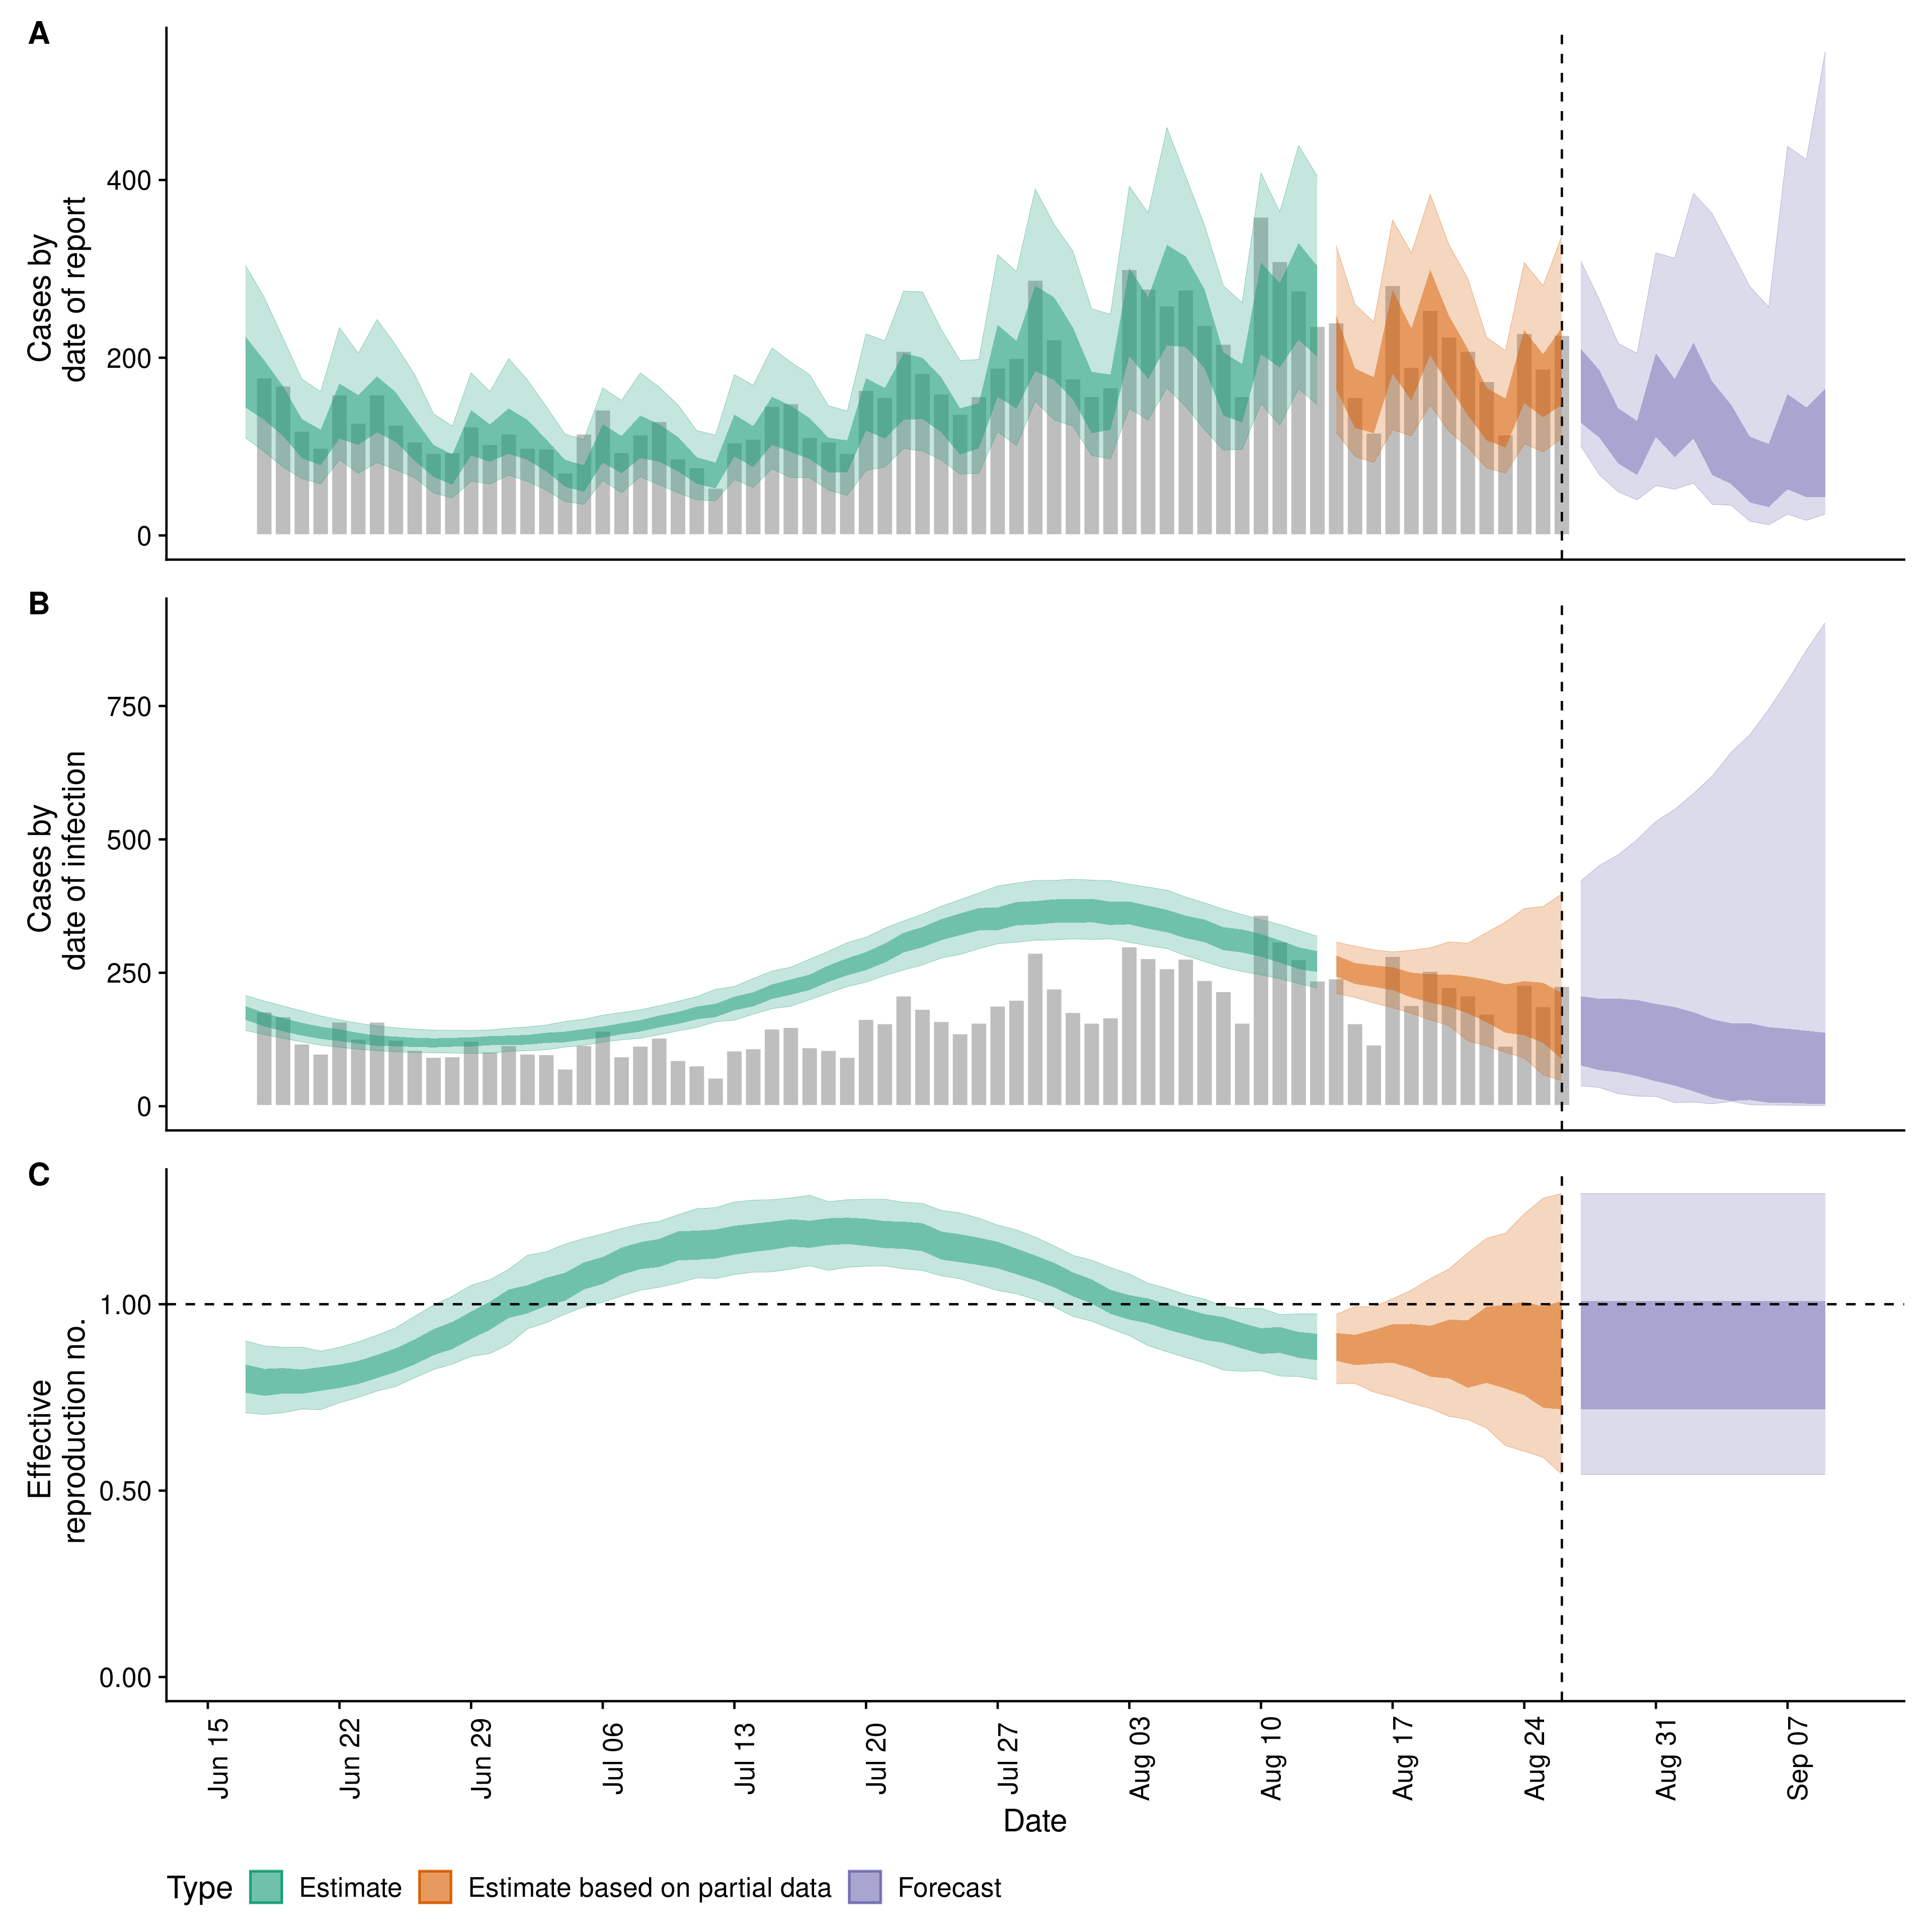 A
Cases by
date of report
400
200
0
B
Cases by
date of infection
750
500
250
0
C
Effective
reproduction no.
1.00
0.50
0.00
Jun 15
Jun 22
Jun 29
Jul 06
Jul 13
Jul 20
Jul 27
Aug 03
Aug 10
Aug 17
Aug 24
Aug 31
Sep 07
Date
Type Estimate Estimate based on partial data Forecast